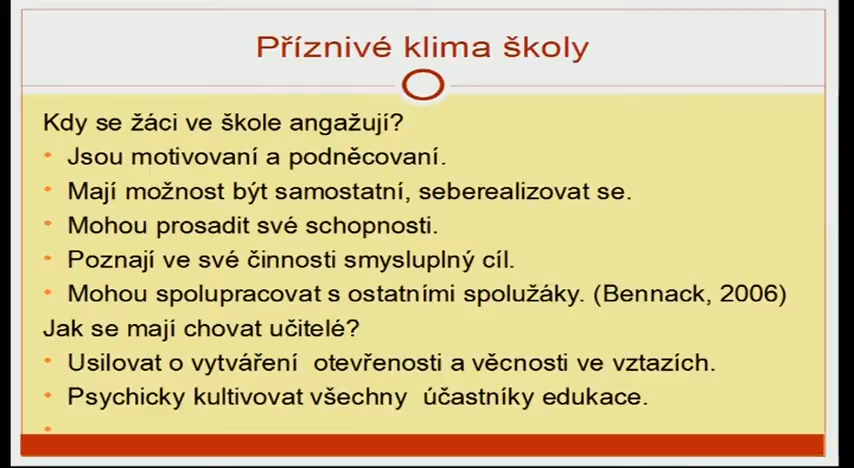 Příznivé klima školy
Kdy se žáci ve škole angažují?
• Jsou motivovaní a podněcovaní.
• Mají možnost být samostatní, seberealizovat se.
• Mohou prosadit své schopnosti.
• Poznají ve své činnosti smysluplný cíl.
• Mohou spolupracovat s ostatními spolužáky. (Bennack, 2006)
Jak se mají chovat učitelé?
• Usilovat o vytváření otevřenosti a věcnosti ve vztazích.
• Psychicky kultivovat všechny účastníky edukace.
•